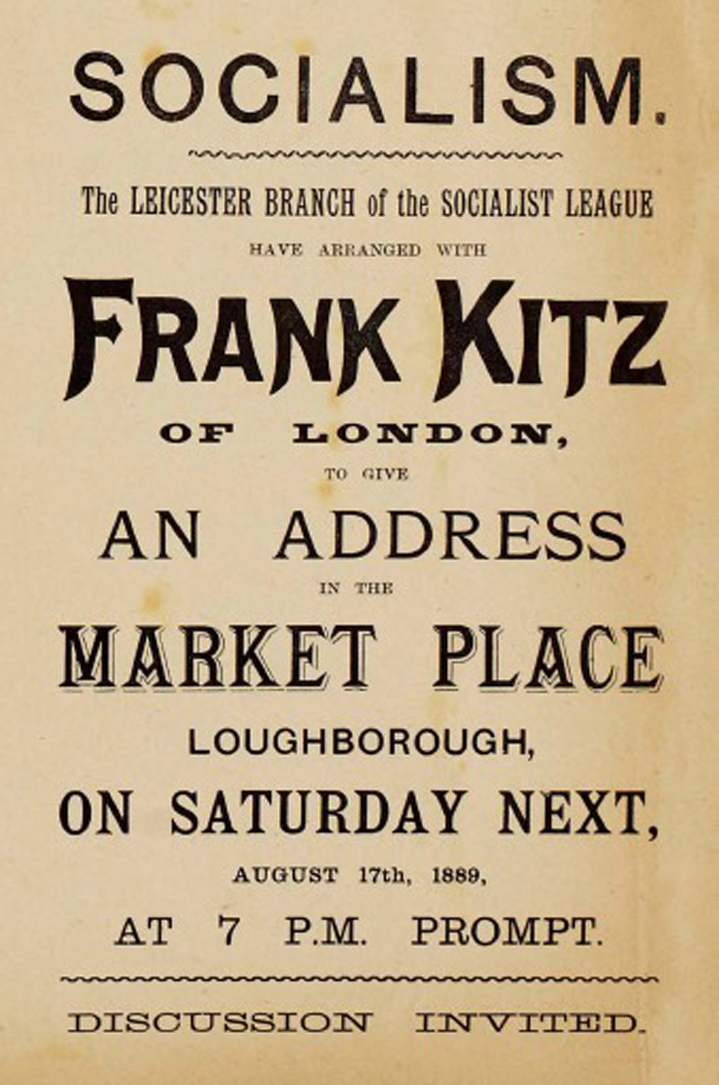 SOCIALISM.
The LEICESTER BRANCH of the SOCIALIST LEAGUE
HAVE ARRANGED WITH
FRANK KITZ
OF LONDON,
TO GIVE
AN ADDRESS
IN THE
MARKET PLACE
LOUGHBOROUGH,
ON SATURDAY NEXT,
AUGUST 17th, 1889,
AT 7 P.M. PROMPT.
DISCUSSION INVITED.